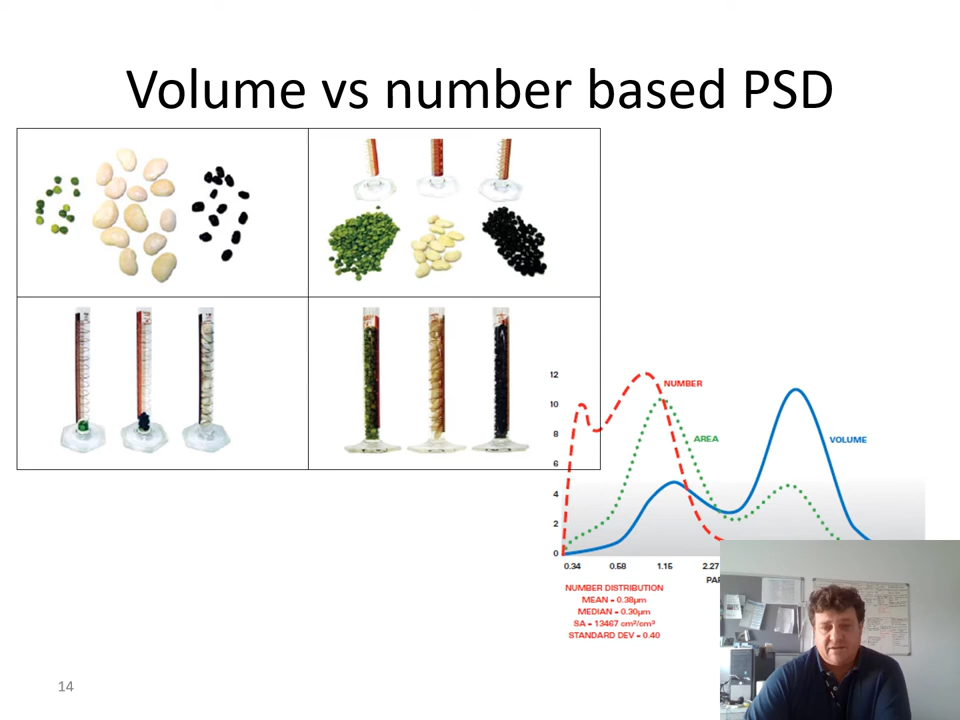 Volume vs number based PSD
12
NUMBER
10
8
AREA
VOLUME
6
4
2
0
0.34
0.58
1.15
2.27
PAR
NUMBER DISTRIBUTION
MEAN = 0.38µm
MEDIAN = 0.30µm
SA = 13467 cm²/cm³
STANDARD DEV = 0.40
14